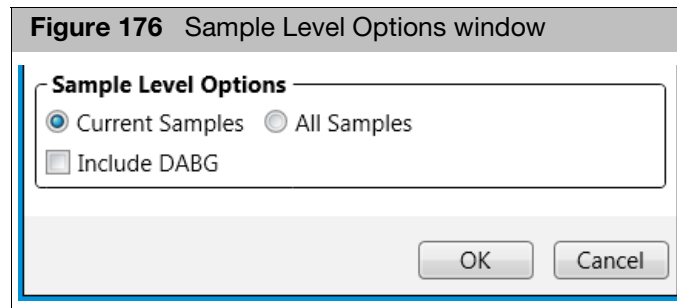 Figure 176 Sample Level Options window
Sample Level Options
Current Samples All Samples
Include DABG
OK Cancel